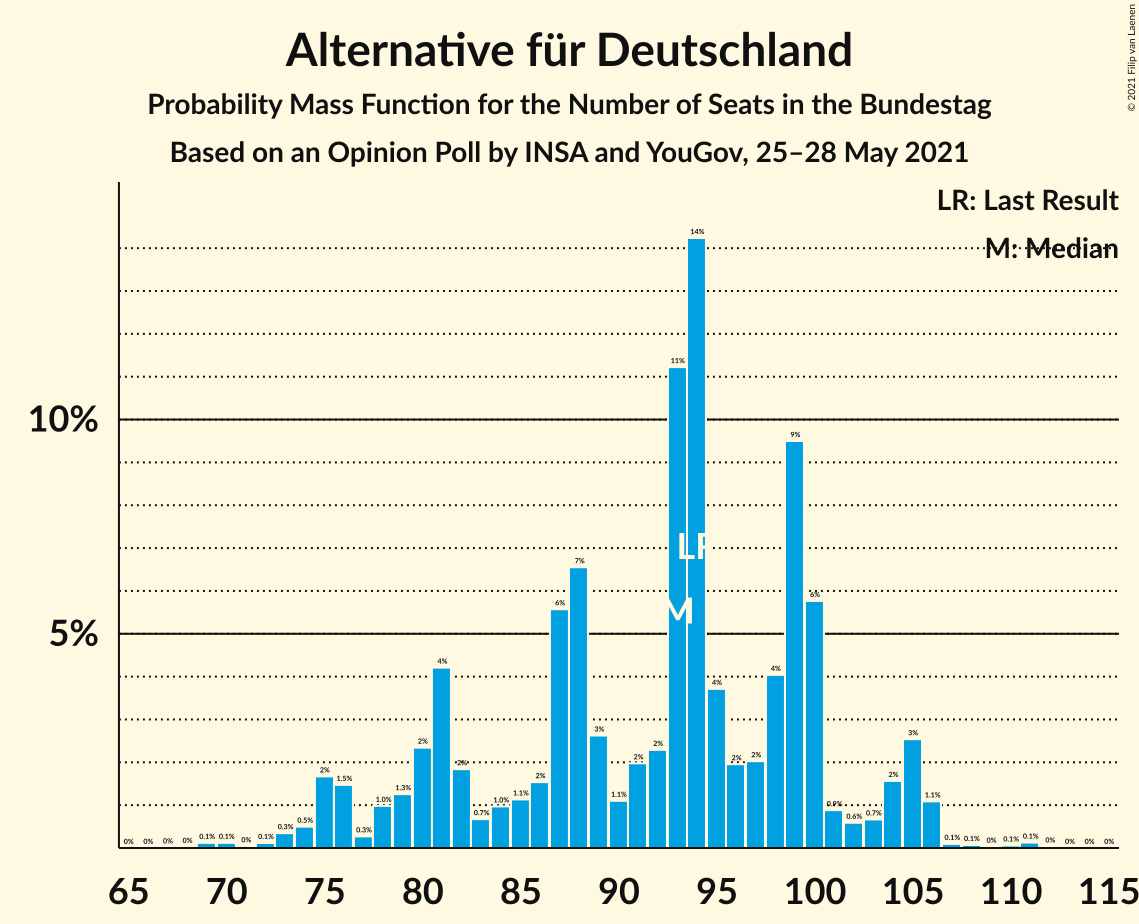 © 2021 Filip van Laenen
Alternative für Deutschland
Probability Mass Function for the Number of Seats in the Bundestag
Based on an Opinion Poll by INSA and YouGov, 25–28 May 2021
LR: Last Result
M: Median
10%
5%
0% 0% 0% 0% 0.1% 0.1% 0% 0.1% 0.3% 0.5% 2% 1.5% 0.3% 1.0% 1.3% 2% 4% 2% 0.7% 1.0% 1.1% 2% 6% 7% 3% 1.1% 2% 2% 11% 14% 4% 2% 2% 4% 9% 6% 0.9% 0.6% 0.7% 2% 3% 1.1% 0.1% 0.1% 0% 0.1% 0.1% 0% 0% 0% 0%
LR
M
65 70 75 80 85 90 95 100 105 110 115